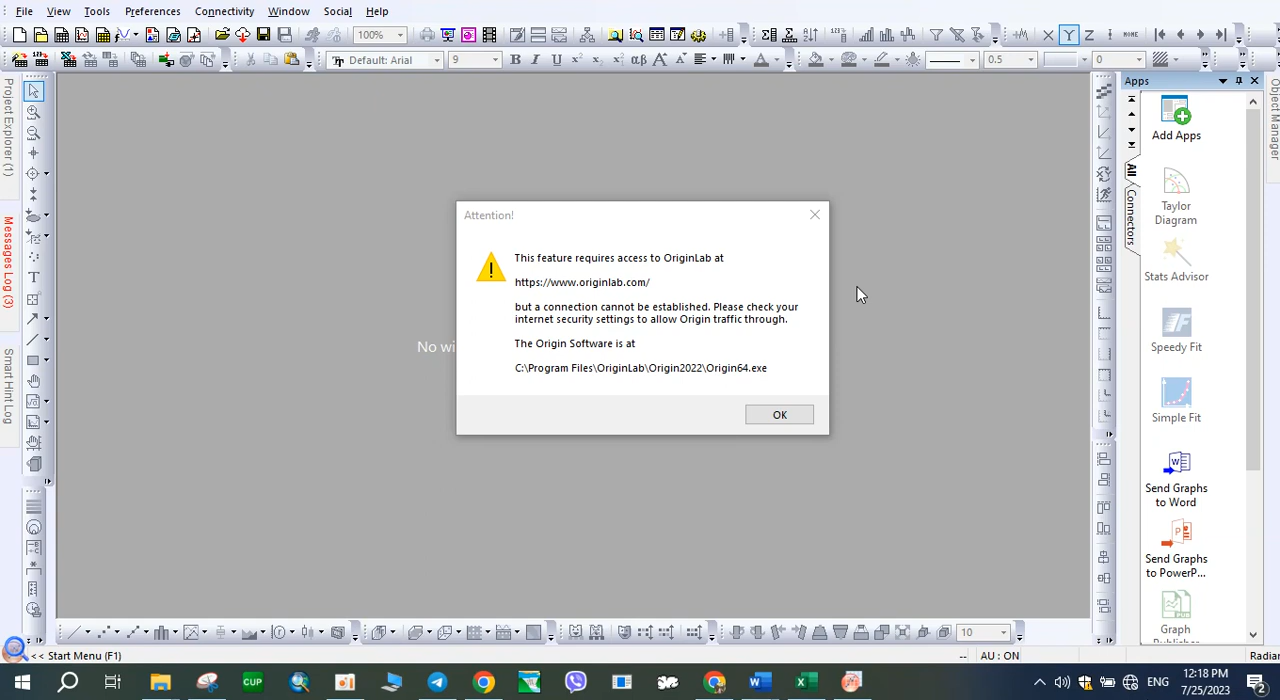 File View Tools Preferences Connectivity Window Social Help
100%
Default: Arial 9 B I U
αβ A
0.5 0
Y Z
Project Explorer (1)
Messages Log (3)
Smart Hint Log
Apps
Object Manager
All
Connectors
Add Apps
Taylor
Diagram
Stats Advisor
Speedy Fit
Simple Fit
Send Graphs
to Word
Send Graphs
to PowerP...
Graph
No wi
Attention!
This feature requires access to OriginLab at
https://www.originlab.com/
but a connection cannot be established. Please check your
internet security settings to allow Origin traffic through.
The Origin Software is at
C:\Program Files\OriginLab\Origin2022\Origin64.exe
OK
10
<< Start Menu (F1) -- AU : ON Radian
CUP
ENG
12:18 PM
7/25/2023
2